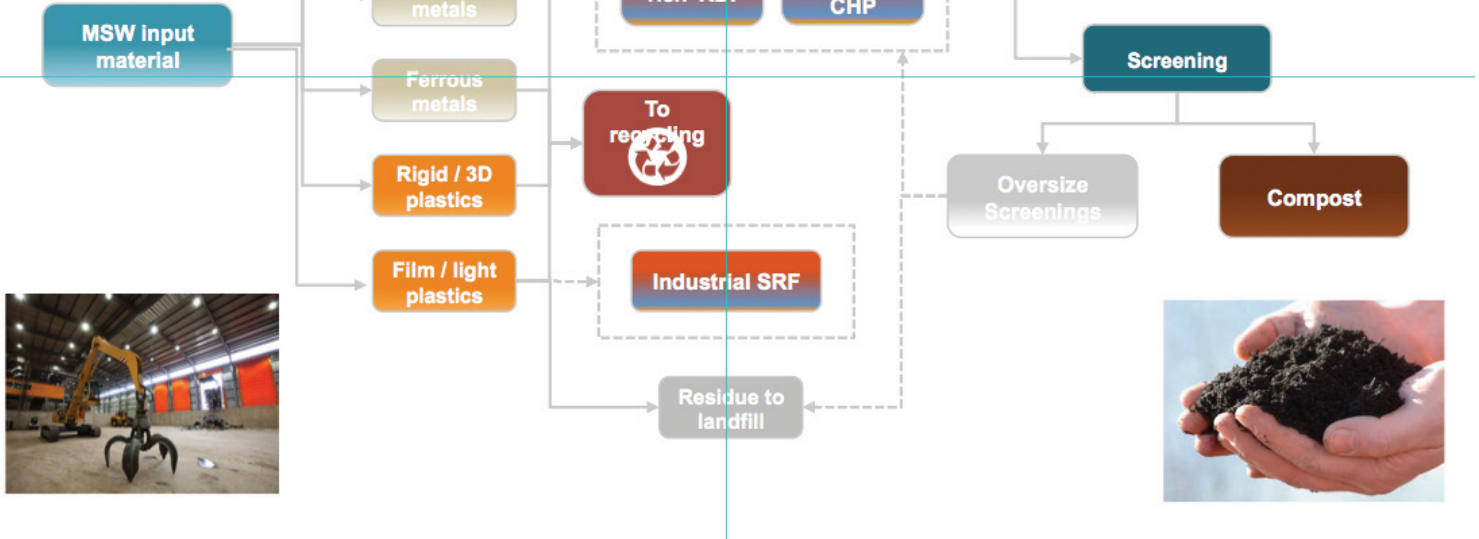 metals
CHP
MSW input
material
Screening
Ferrous
metals
To
recycling
Rigid / 3D
plastics
Oversize
Screenings
Compost
Film / light
plastics
Industrial SRF
Residue to
landfill